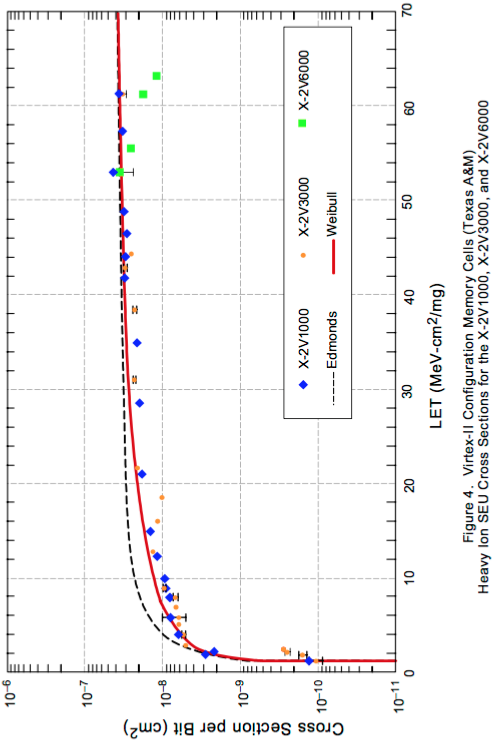 10-6
10-7
10-8
10-9
10-10
10-11
Cross Section per Bit (cm2)
0
10
20
30
40
50
60
70
LET (MeV-cm2/mg)
X-2V1000
X-2V3000
X-2V6000
Edmonds
Weibull
Figure 4. Virtex-II Configuration Memory Cells (Texas A&M)
Heavy Ion SEU Cross Sections for the X-2V1000, X-2V3000, and X-2V6000